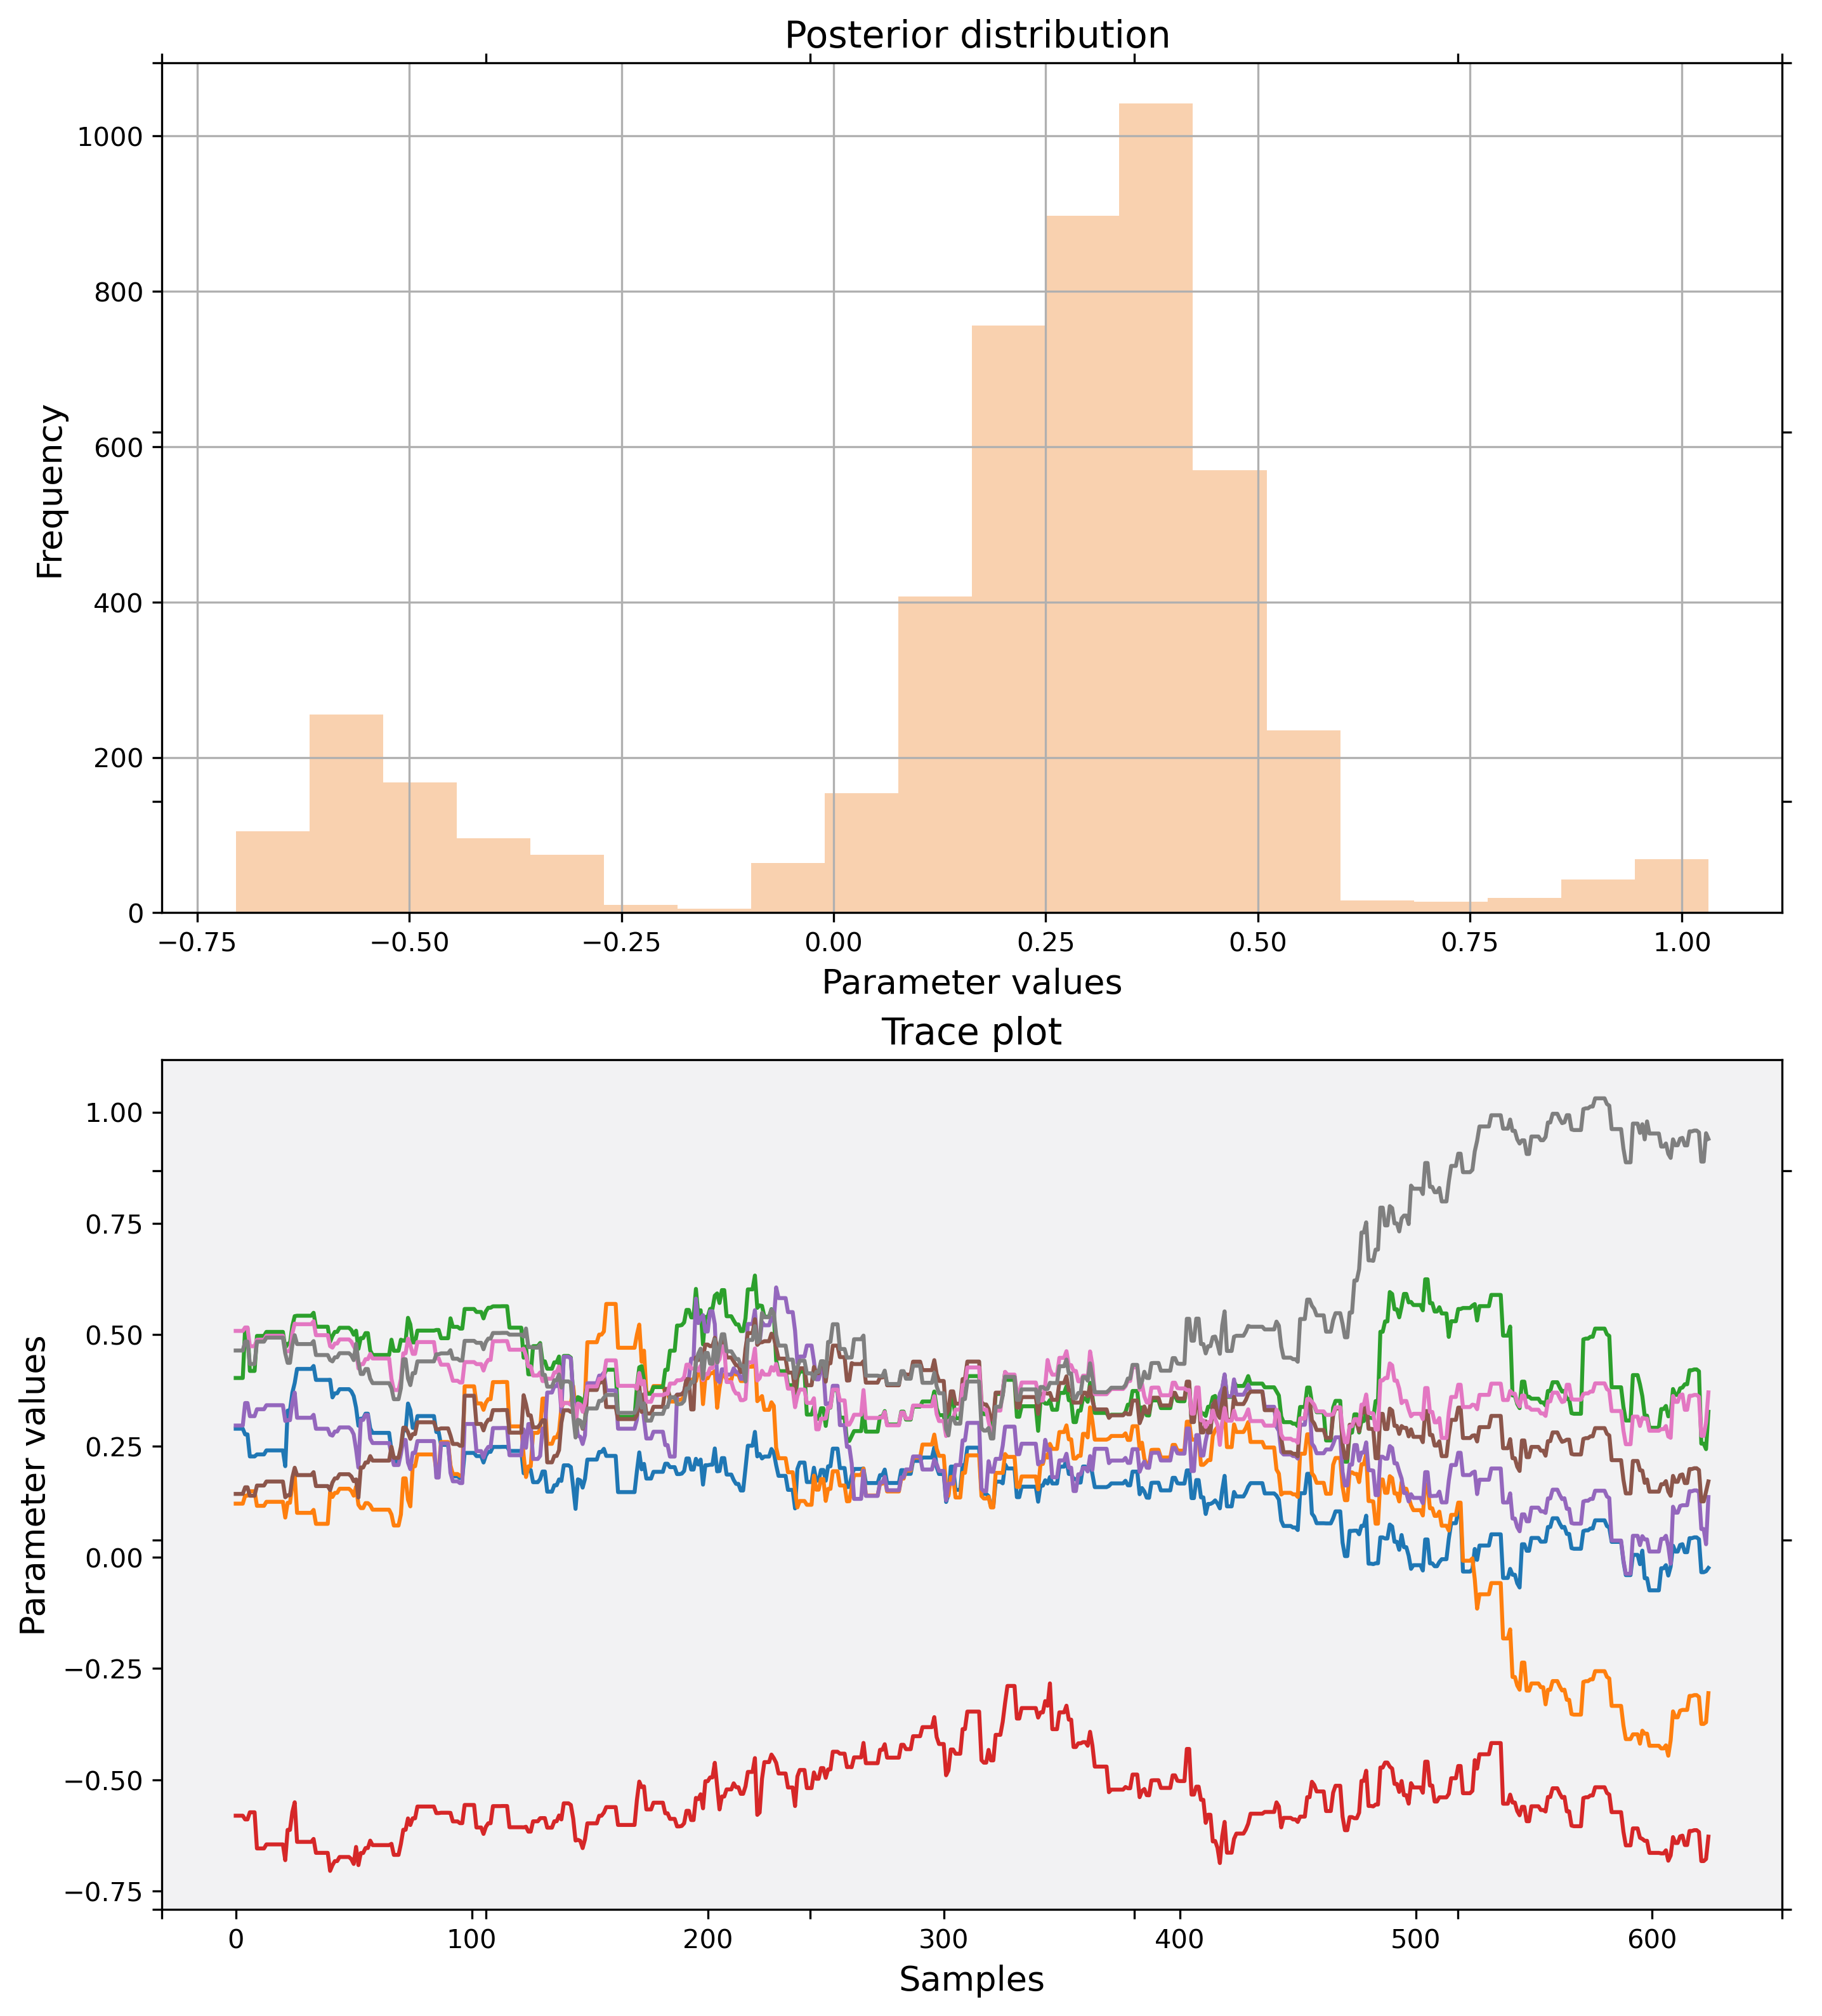 Posterior distribution
1000
800
600
400
200
0
Frequency
−0.75 −0.50 −0.25 0.00 0.25 0.50 0.75 1.00
Parameter values
Trace plot
1.00
0.75
0.50
0.25
0.00
−0.25
−0.50
−0.75
Parameter values
0 100 200 300 400 500 600
Samples